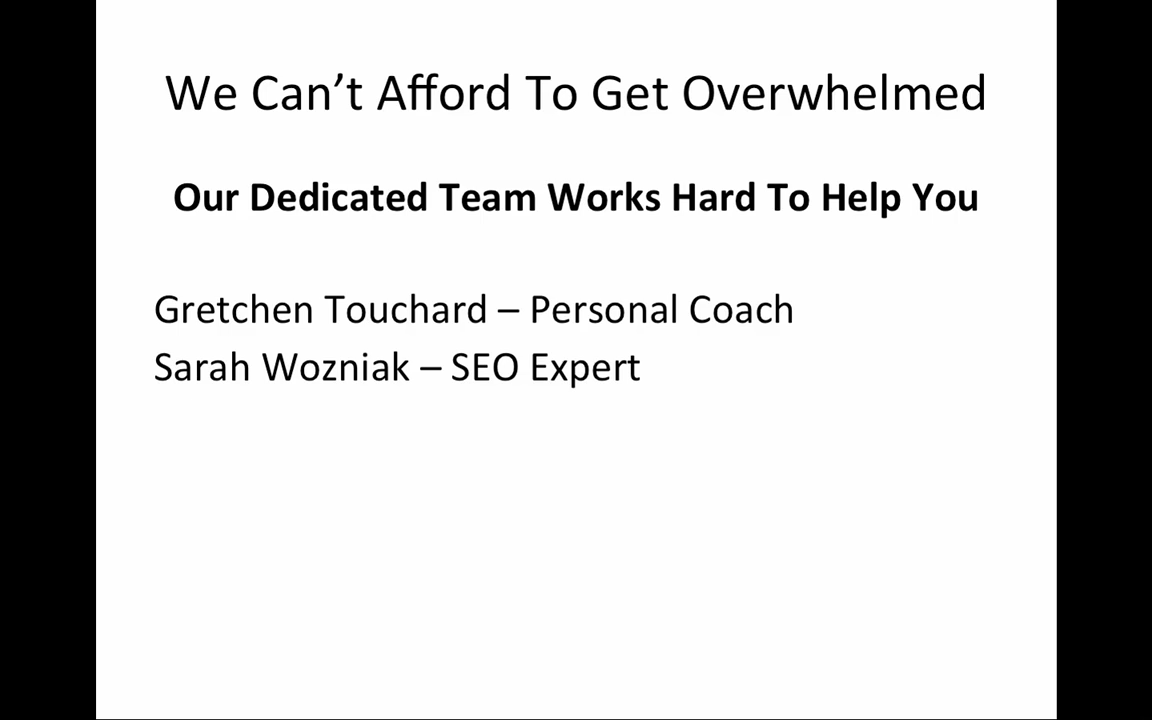 We Can’t Afford To Get Overwhelmed
Our Dedicated Team Works Hard To Help You
Gretchen Touchard – Personal Coach
Sarah Wozniak – SEO Expert